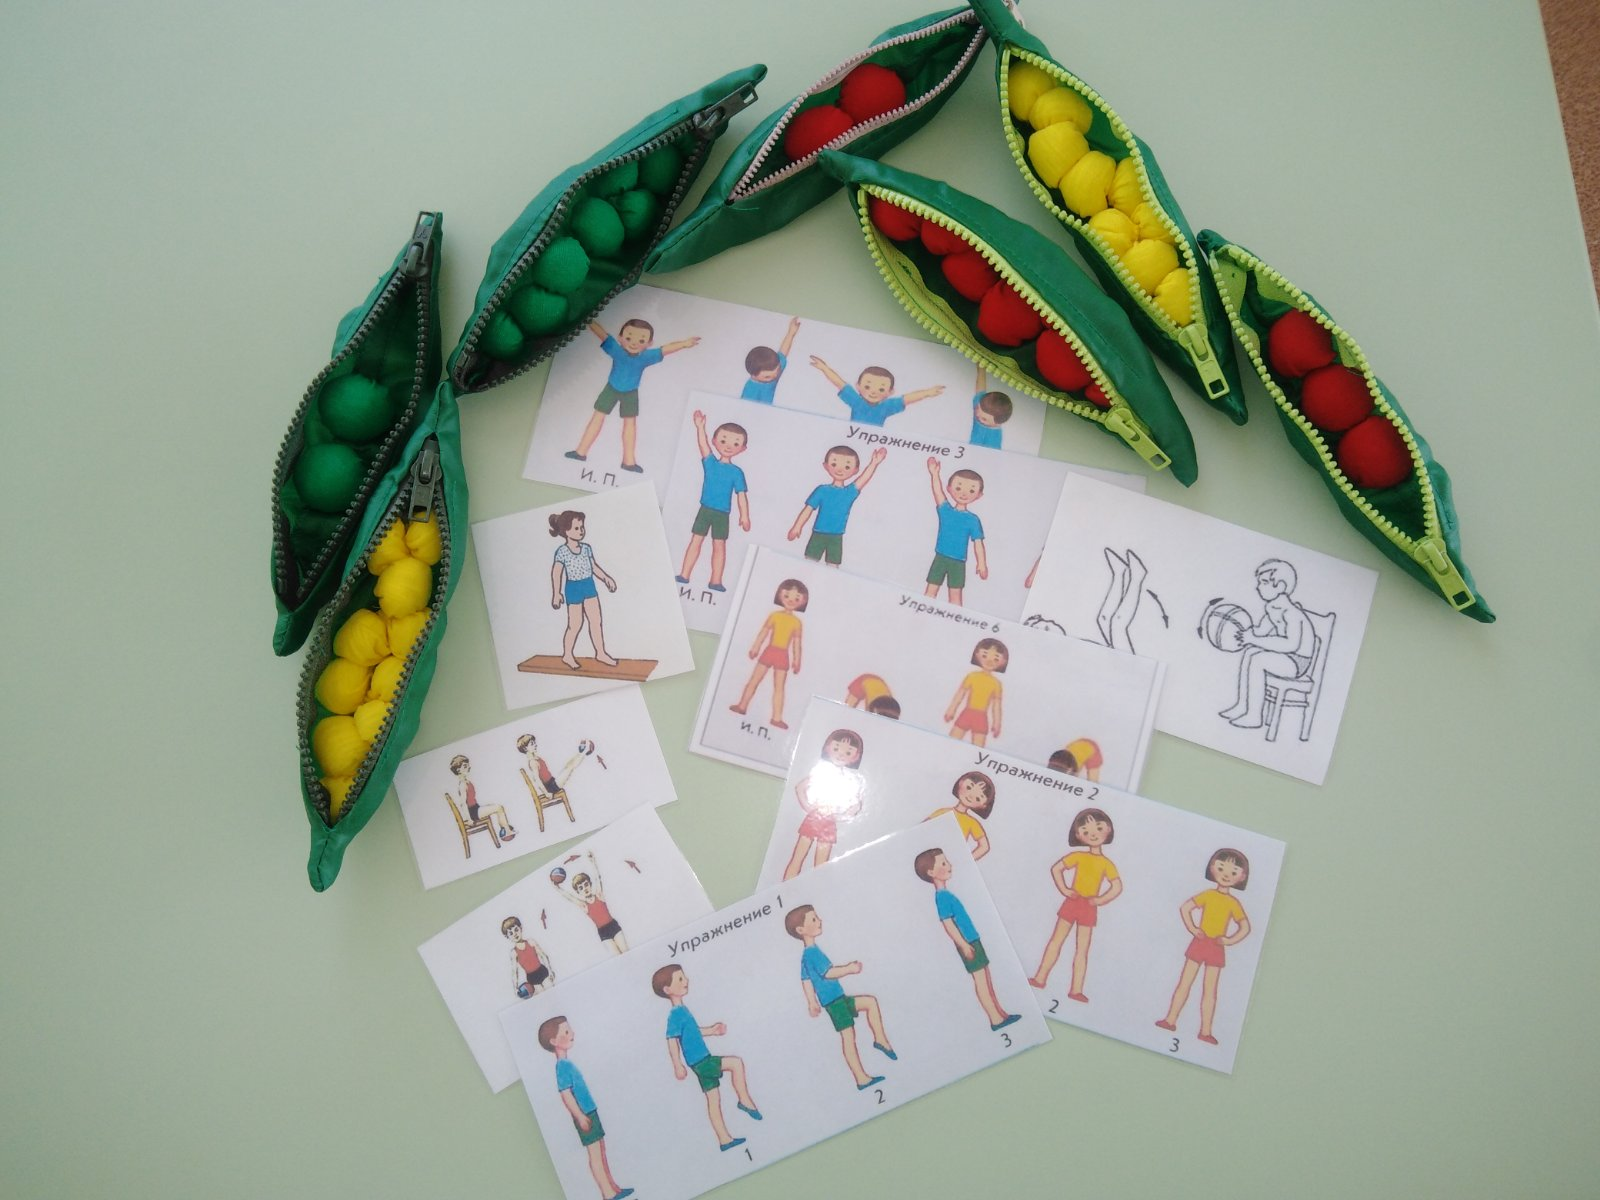 И. П.
Упражнение 3
И. П.
Упражнение 6
И. П.
Упражнение 2
2
3
Упражнение 1
1
2
3